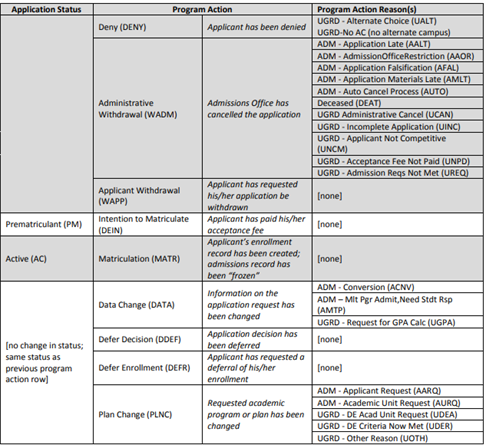 Application Status Program Action Program Action Reason(s)
Deny (DENY) Applicant has been denied UGRD - Alternate Choice (UALT)
UGRD-No AC (no alternate campus)
Administrative
Withdrawal (WADM)
Admissions Office has
cancelled the application
ADM - Application Late (AALT)
ADM - AdmissionOfficeRestriction (AAOR)
ADM - Application Falsification (AFAL)
ADM - Application Materials Late (AMLT)
ADM - Auto Cancel Process (AUTO)
Deceased (DEAT)
UGRD Administrative Cancel (UCAN)
UGRD - Incomplete Application (UINC)
UGRD - Applicant Not Competitive
(UNCM)
UGRD - Acceptance Fee Not Paid (UNPD)
UGRD - Admission Reqs Not Met (UREQ)
Applicant Withdrawal
(WAPP)
Applicant has requested
his/her application be
withdrawn
[none]
Prematriculant (PM)
Intention to Matriculate
(DEIN)
Applicant has paid his/her
acceptance fee
[none]
Active (AC)
Matriculation (MATR)
Applicant's enrollment
record has been created;
admissions record has
been "frozen"
[none]
[no change in status;
same status as
previous program
action row]
Data Change (DATA)
Information on the
application request has
been changed
ADM - Conversion (ACNV)
ADM – Mlt Pgr Admit,Need Stdt Rsp
(AMTP)
UGRD - Request for GPA Calc (UGPA)
Defer Decision (DDEF)
Application decision has
been deferred
[none]
Defer Enrollment (DEFR)
Applicant has requested a
deferral of his/her
enrollment
[none]
Plan Change (PLNC)
Requested academic
program or plan has been
changed
ADM - Applicant Request (AARQ)
ADM - Academic Unit Request (AURQ)
UGRD - DE Acad Unit Request (UDEA)
UGRD - DE Criteria Now Met (UDER)
UGRD - Other Reason (UOTH)